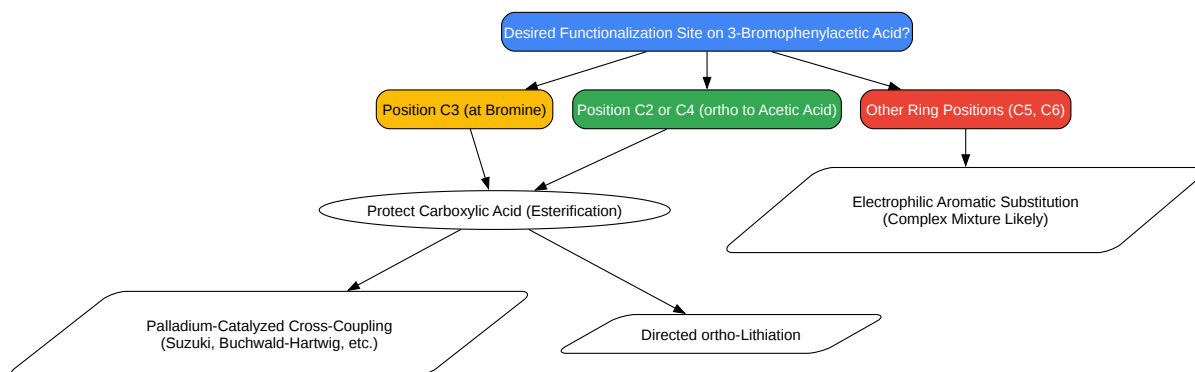 Desired Functionalization Site on 3-Bromophenylacetic Acid?
Position C3 (at Bromine)
Position C2 or C4 (ortho to Acetic Acid)
Other Ring Positions (C5, C6)
Protect Carboxylic Acid (Esterification)
Electrophilic Aromatic Substitution
(Complex Mixture Likely)
Palladium-Catalyzed Cross-Coupling
(Suzuki, Buchwald-Hartwig, etc.)
Directed ortho-Lithiation